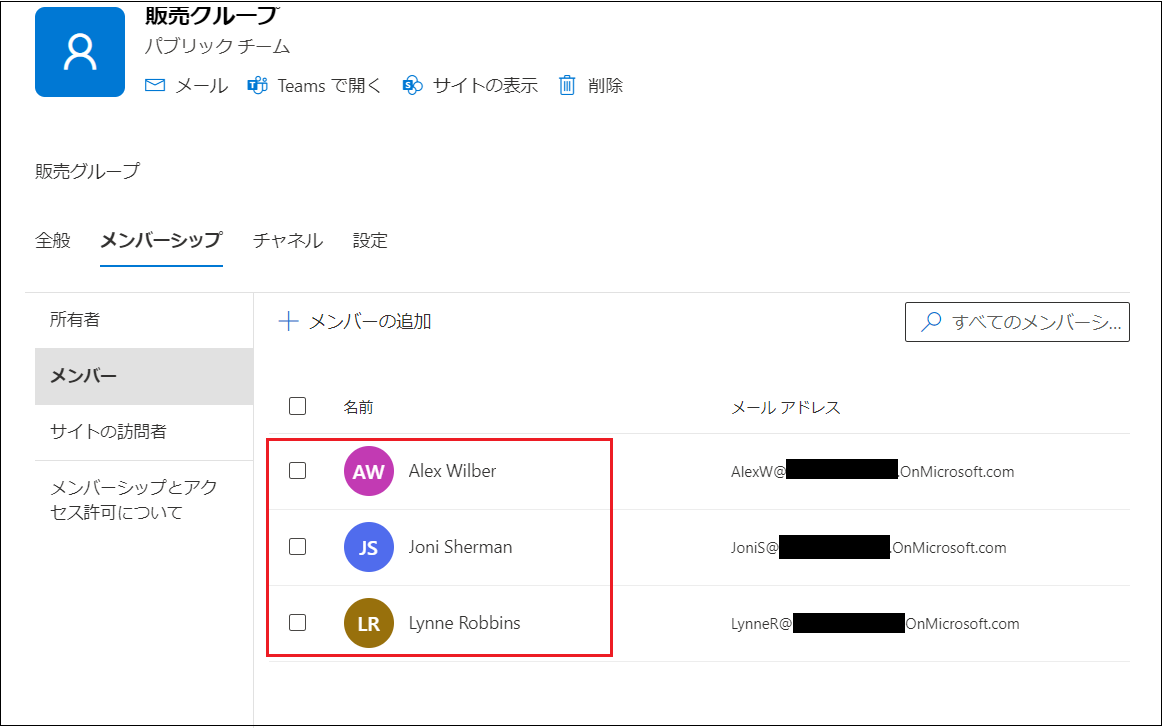 販売グループ
パブリック チーム
メール Teams で開く サイトの表示 削除
販売グループ
全般 メンバーシップ チャネル 設定
所有者
メンバー
サイトの訪問者
メンバーシップとアク
セス許可について
メンバーの追加
すべてのメンバーシ...
名前 メール アドレス
AW Alex Wilber AlexW@ .OnMicrosoft.com
JS Joni Sherman JoniS@ .OnMicrosoft.com
LR Lynne Robbins LynneR@ OnMicrosoft.com